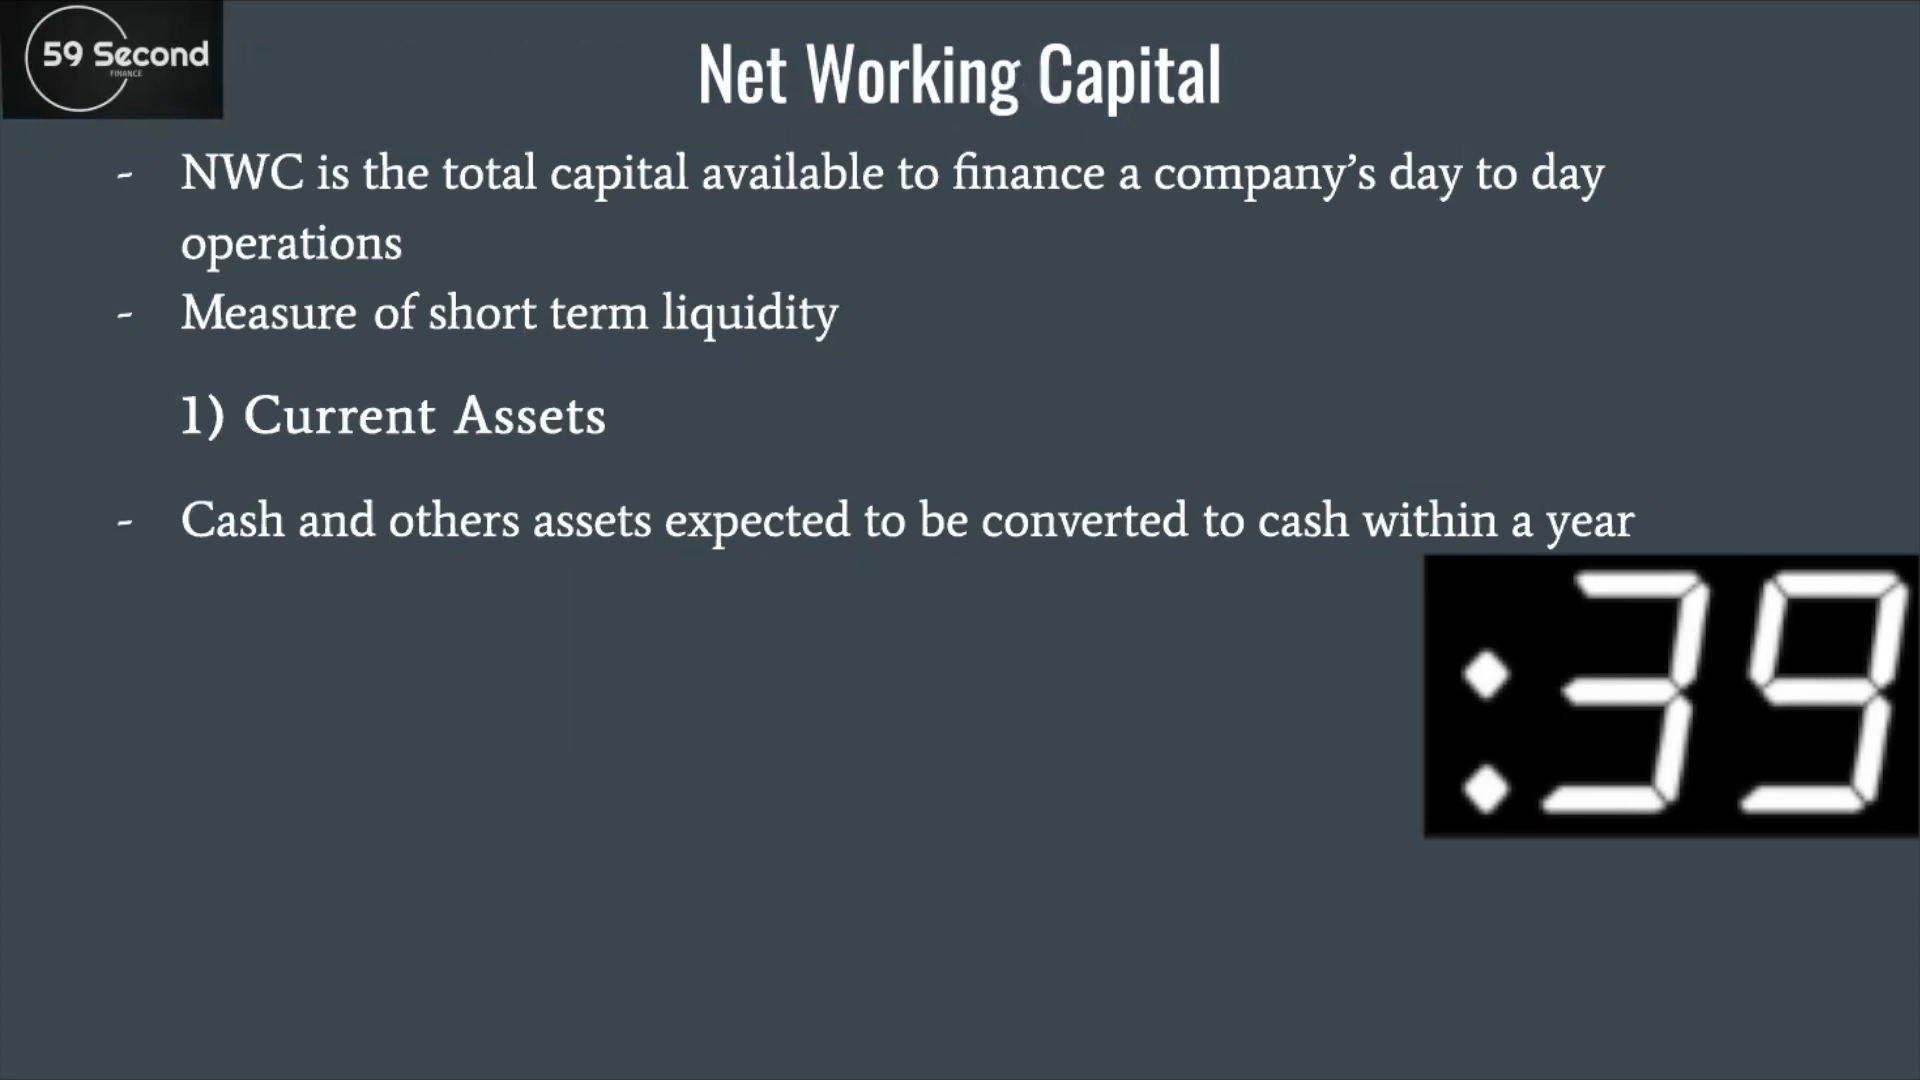 59 Second
FINANCE
Net Working Capital
- NWC is the total capital available to finance a company’s day to day
operations
- Measure of short term liquidity
1) Current Assets
- Cash and others assets expected to be converted to cash within a year
:39